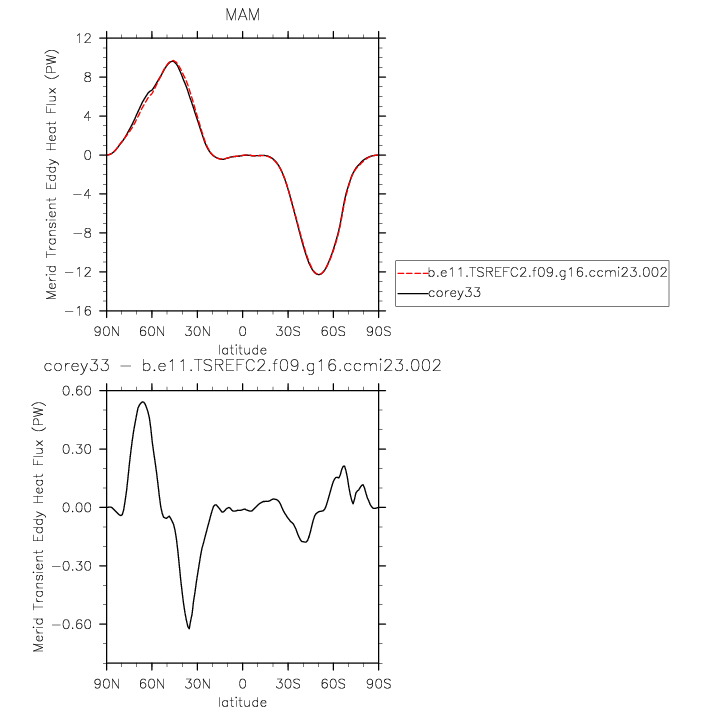 MAM
Merid Transient Eddy Heat Flux (PW)
12
8
4
0
−4
−8
−12
−16
90N 60N 30N 0 30S 60S 90S
latitude
b.e11.TSREFC2.f09.g16.ccmi23.002
corey33
corey33 − b.e11.TSREFC2.f09.g16.ccmi23.002
Merid Transient Eddy Heat Flux (PW)
0.60
0.30
0.00
−0.30
−0.60
90N 60N 30N 0 30S 60S 90S
latitude